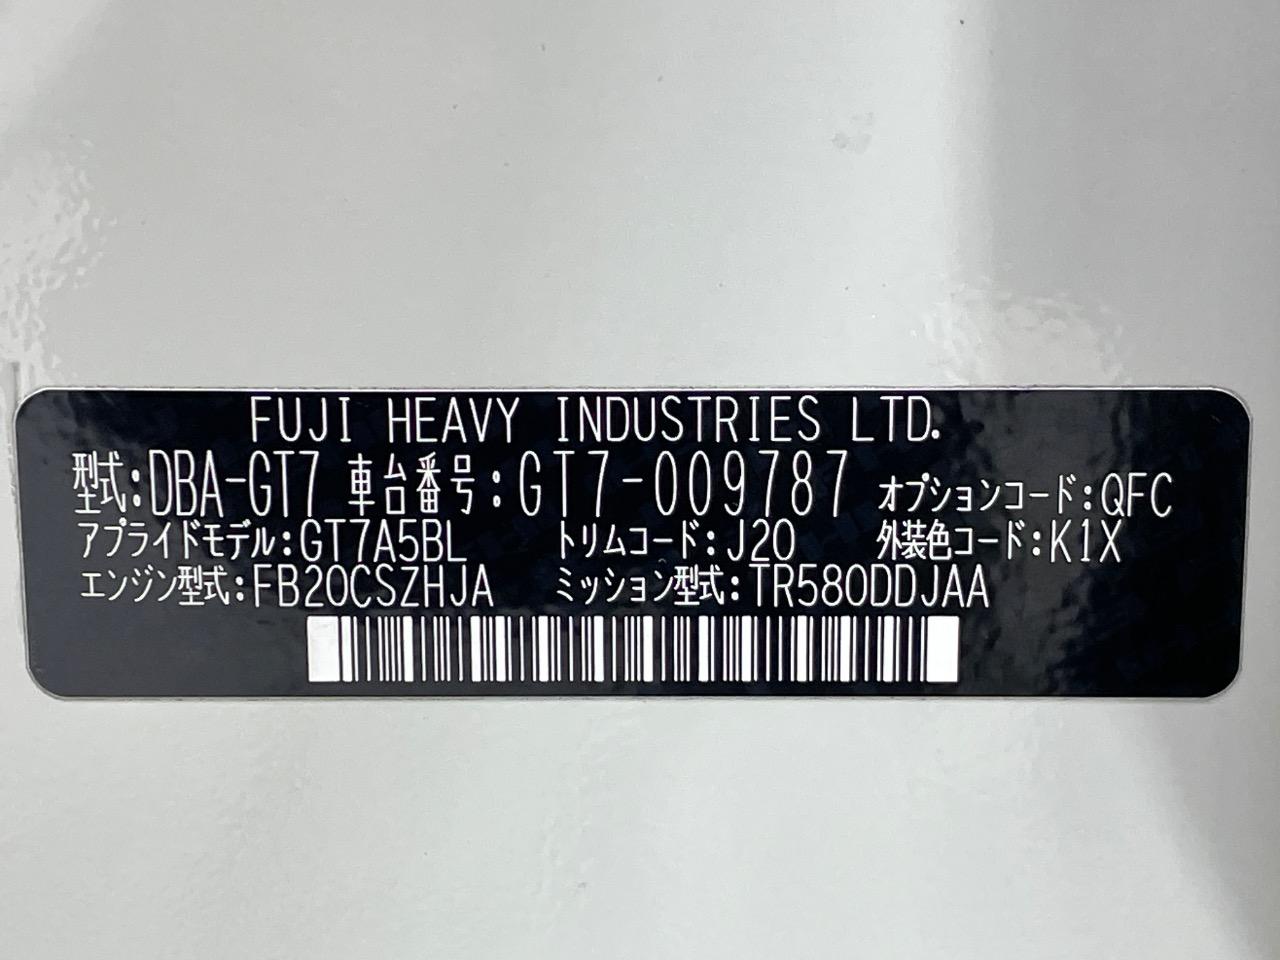 FUJI HEAVY INDUSTRIES LTD.
型式:DBA-GT7 車台番号:GT7-009787 オプションコード:QFC
アプライドモデル:GT7A5BL トリムコード:J20 外装色コード:K1X
エンジン型式:FB20CSZHJA ミッション型式:TR580DDJAA